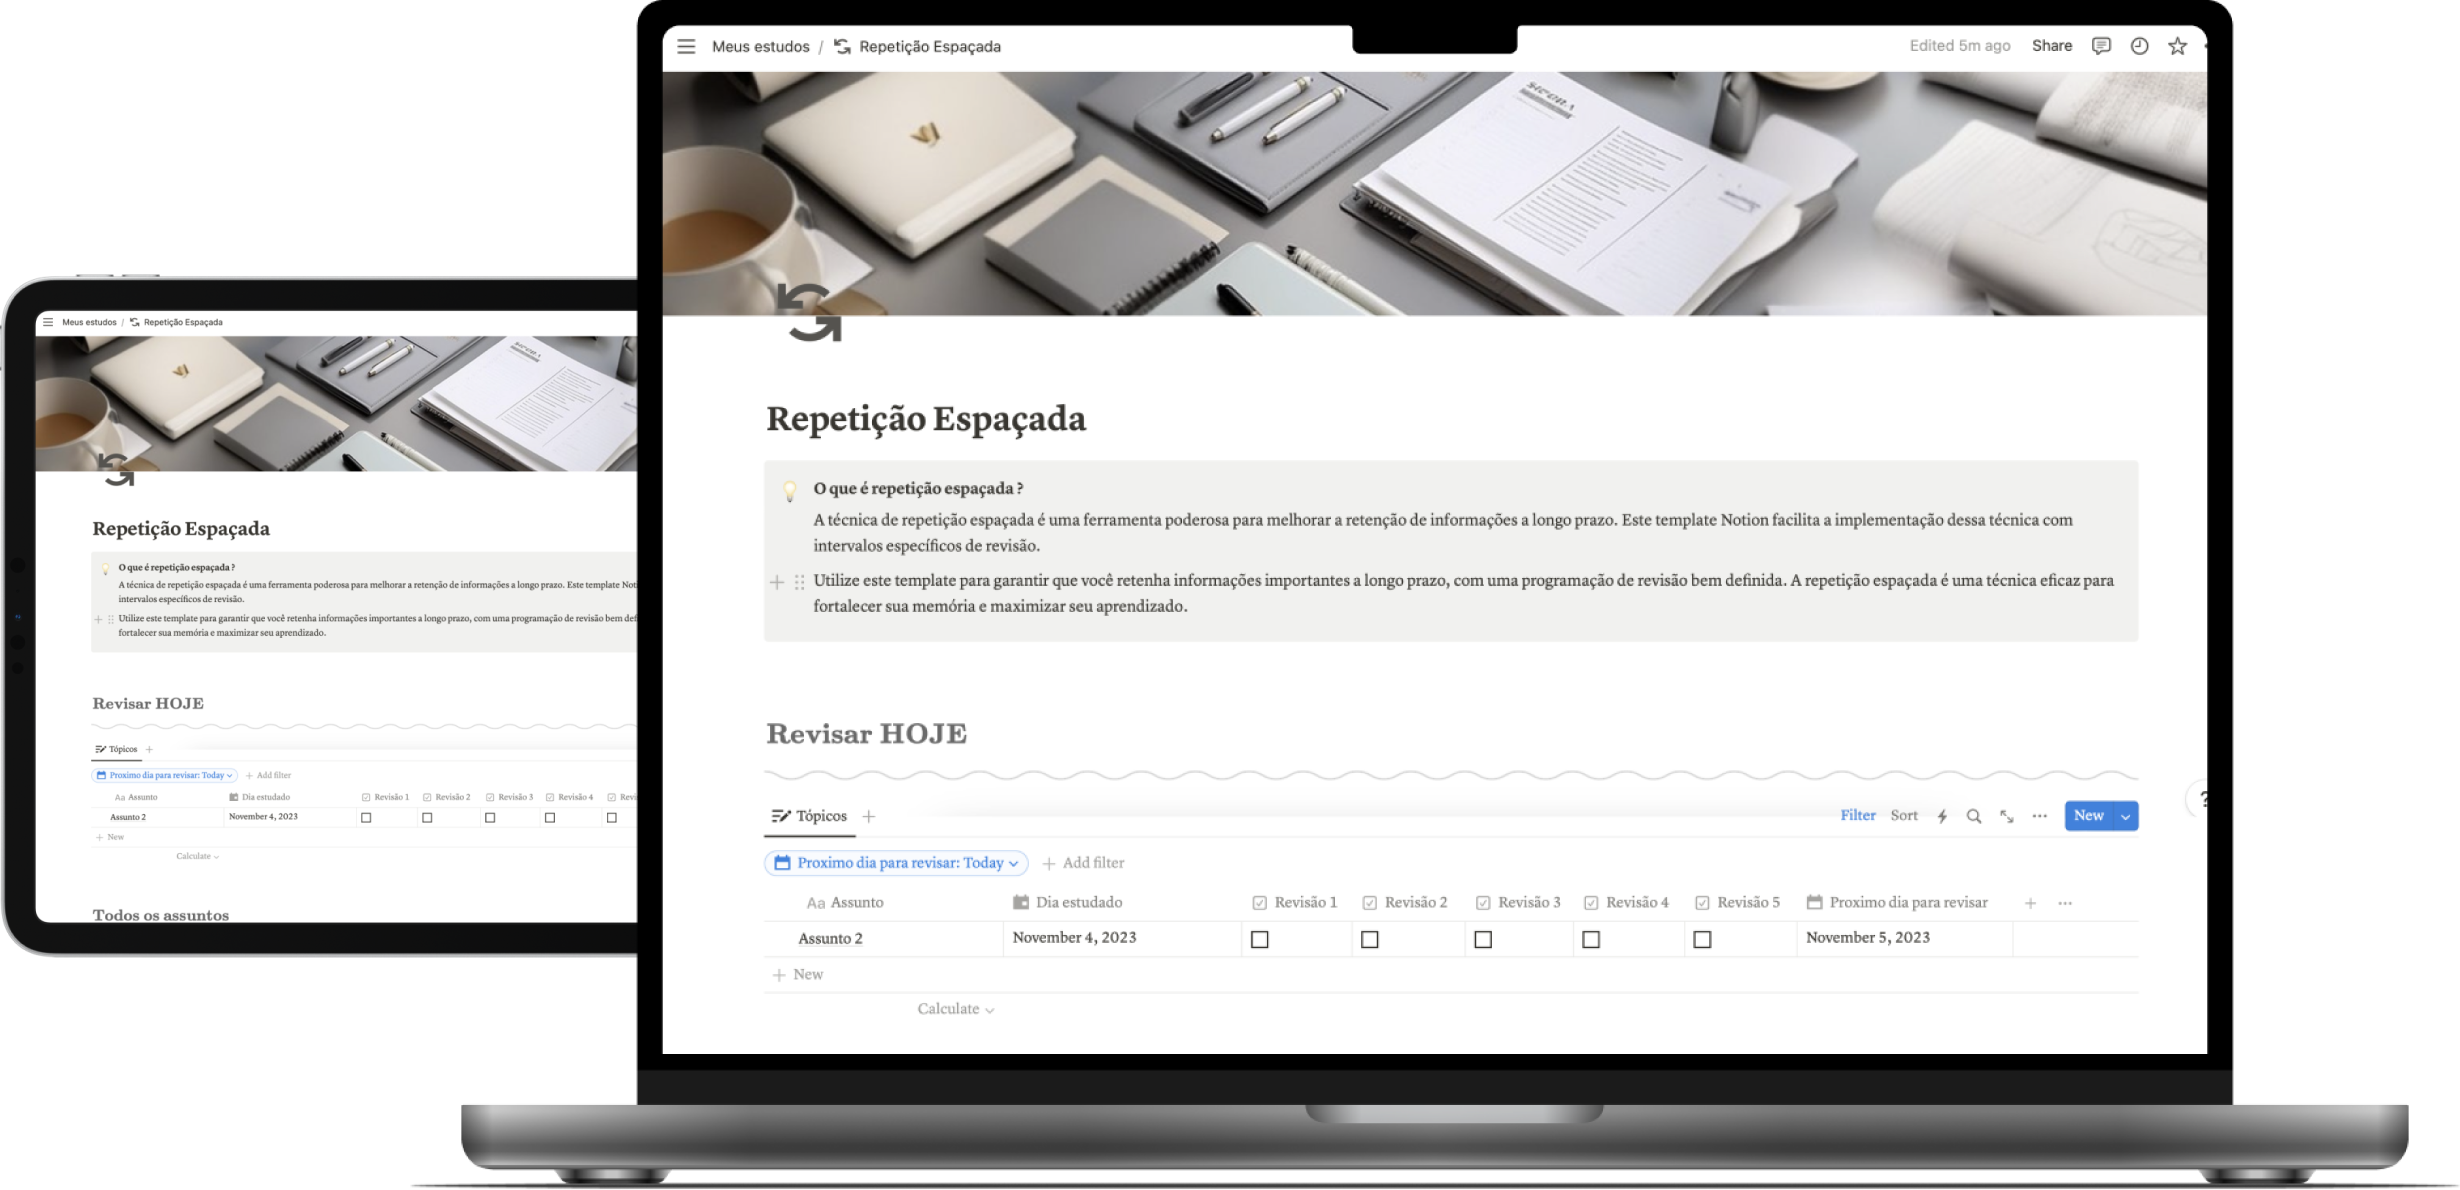 Meus estudos / Repetição Espaçada
Edited 5m ago Share
Repetição Espaçada
O que é repetição espaçada ?
A técnica de repetição espaçada é uma ferramenta poderosa para melhorar a retenção de informações a longo prazo. Este template Notion facilita a implementação dessa técnica com
intervalos específicos de revisão.
Utilize este template para garantir que você retenha informações importantes a longo prazo, com uma programação de revisão bem definida. A repetição espaçada é uma técnica eficaz para
fortalecer sua memória e maximizar seu aprendizado.
Revisar HOJE
Tópicos
Filter Sort New
Proximo dia para revisar: Today Add filter
Aa Assunto Dia estudado Revisão 1 Revisão 2 Revisão 3 Revisão 4 Revisão 5 Proximo dia para revisar
Assunto 2 November 4, 2023 November 5, 2023
New
Calculate
?
Meus estudos / Repetição Espaçada
Repetição Espaçada
O que é repetição espaçada ?
A técnica de repetição espaçada é uma ferramenta poderosa para melhorar a retenção de informações a longo prazo. Este template Not
intervalos específicos de revisão.
Utilize este template para garantir que você retenha informações importantes a longo prazo, com uma programação de revisão bem def
fortalecer sua memória e maximizar seu aprendizado.
Revisar HOJE
Tópicos
Proximo dia para revisar: Today Add filter
Aa Assunto Dia estudado Revisão 1 Revisão 2 Revisão 3 Revisão 4 Revi
Assunto 2 November 4, 2023
New
Calculate
Todos os assuntos